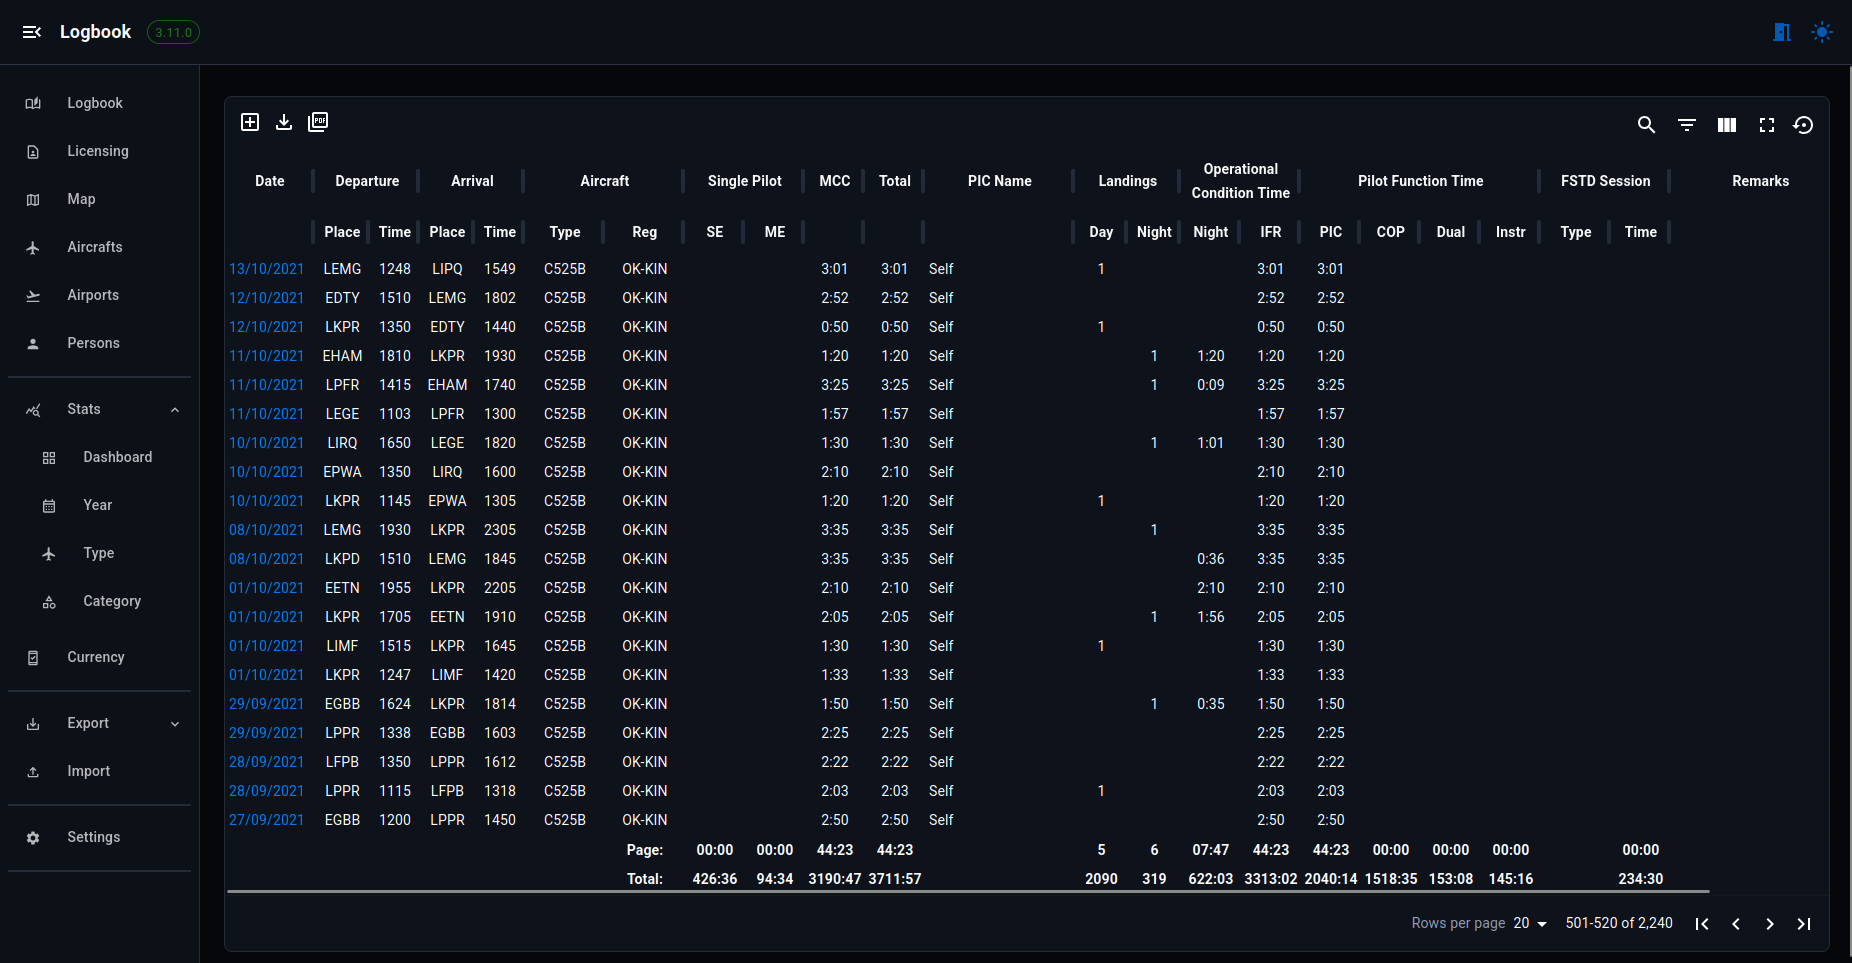 Logbook 3.11.0
Logbook
Licensing
Map
Aircrafts
Airports
Persons
Stats
Dashboard
Year
Type
Category
Currency
Export
Import
Settings
PDF
Date Departure Arrival Aircraft Single Pilot MCC Total PIC Name Landings Operational Condition Time Pilot Function Time FSTD Session Remarks
Place Time Place Time Type Reg SE ME Day Night Night IFR PIC COP Dual Instr Type Time
13/10/2021 LEMG 1248 LIPQ 1549 C525B OK-KIN 3:01 3:01 Self 1 3:01 3:01
12/10/2021 EDTY 1510 LEMG 1802 C525B OK-KIN 2:52 2:52 Self 2:52 2:52
12/10/2021 LKPR 1350 EDTY 1440 C525B OK-KIN 0:50 0:50 Self 1 0:50 0:50
11/10/2021 EHAM 1810 LKPR 1930 C525B OK-KIN 1:20 1:20 Self 1 1:20 1:20 1:20
11/10/2021 LPFR 1415 EHAM 1740 C525B OK-KIN 3:25 3:25 Self 1 0:09 3:25 3:25
11/10/2021 LEGE 1103 LPFR 1300 C525B OK-KIN 1:57 1:57 Self 1:57 1:57
10/10/2021 LIRQ 1650 LEGE 1820 C525B OK-KIN 1:30 1:30 Self 1 1:01 1:30 1:30
10/10/2021 EPWA 1350 LIRQ 1600 C525B OK-KIN 2:10 2:10 Self 2:10 2:10
10/10/2021 LKPR 1145 EPWA 1305 C525B OK-KIN 1:20 1:20 Self 1 1:20 1:20
08/10/2021 LEMG 1930 LKPR 2305 C525B OK-KIN 3:35 3:35 Self 1 3:35 3:35
08/10/2021 LKPD 1510 LEMG 1845 C525B OK-KIN 3:35 3:35 Self 0:36 3:35 3:35
01/10/2021 EETN 1955 LKPR 2205 C525B OK-KIN 2:10 2:10 Self 2:10 2:10 2:10
01/10/2021 LKPR 1705 EETN 1910 C525B OK-KIN 2:05 2:05 Self 1 1:56 2:05 2:05
01/10/2021 LIMF 1515 LKPR 1645 C525B OK-KIN 1:30 1:30 Self 1 1:30 1:30
01/10/2021 LKPR 1247 LIMF 1420 C525B OK-KIN 1:33 1:33 Self 1:33 1:33
29/09/2021 EGBB 1624 LKPR 1814 C525B OK-KIN 1:50 1:50 Self 1 0:35 1:50 1:50
29/09/2021 LPPR 1338 EGBB 1603 C525B OK-KIN 2:25 2:25 Self 2:25 2:25
28/09/2021 LFPB 1350 LPPR 1612 C525B OK-KIN 2:22 2:22 Self 2:22 2:22
28/09/2021 LPPR 1115 LFPB 1318 C525B OK-KIN 2:03 2:03 Self 1 2:03 2:03
27/09/2021 EGBB 1200 LPPR 1450 C525B OK-KIN 2:50 2:50 Self 2:50 2:50
Page: 00:00 00:00 44:23 44:23 5 6 07:47 44:23 44:23 00:00 00:00 00:00 00:00
Total: 426:36 94:34 3190:47 3711:57 2090 319 622:03 3313:02 2040:14 1518:35 153:08 145:16 234:30
Rows per page 20 501-520 of 2,240